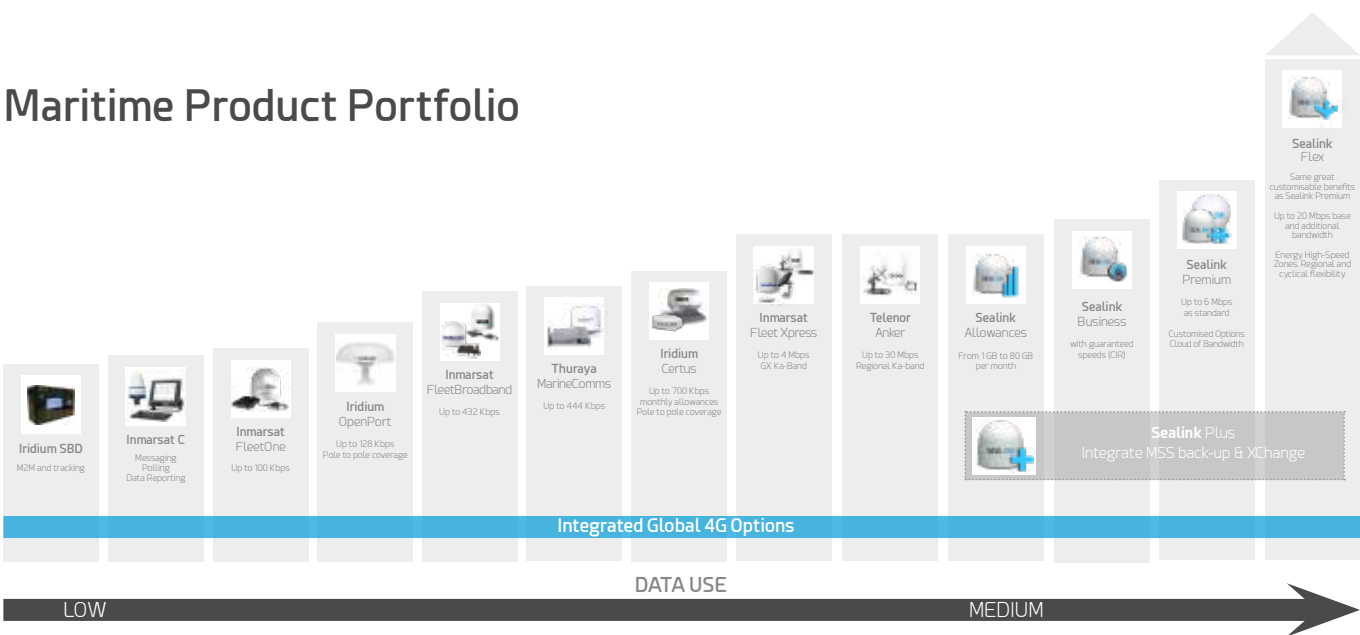 Maritime Product Portfolio
Iridium SBD
M2M and tracking
Inmarsat C
Messaging
Polling
Data Reporting
Inmarsat
FleetOne
Up to 100 Kbps
Iridium
OpenPort
Up to 128 Kbps
Pole to pole coverage
Inmarsat
FleetBroadband
Up to 432 Kbps
Thuraya
MarineComms
Up to 444 Kbps
Iridium
Certus
Up to 700 Kbps
monthly allowances
Pole to pole coverage
Inmarsat
Fleet Xpress
Up to 4 Mbps
GX Ka-Band
Telenor
Anker
Up to 30 Mbps
Regional Ka-band
Sealink
Allowances
From 1 GB to 80 GB
per month
Sealink
Business
with guaranteed
speeds (CIR)
Sealink
Premium
Up to 6 Mbps
as standard
Customised Options
Cloud of Bandwidth
Sealink
Flex
Same great
customisable benefits
as Sealink Premium
Up to 20 Mbps base
and additional
bandwidth
Energy High-Speed
Zones. Regional and
cyclical flexibility
Sealink Plus
Integrate MSS back-up & XChange
Integrated Global 4G Options
DATA USE
LOW
MEDIUM